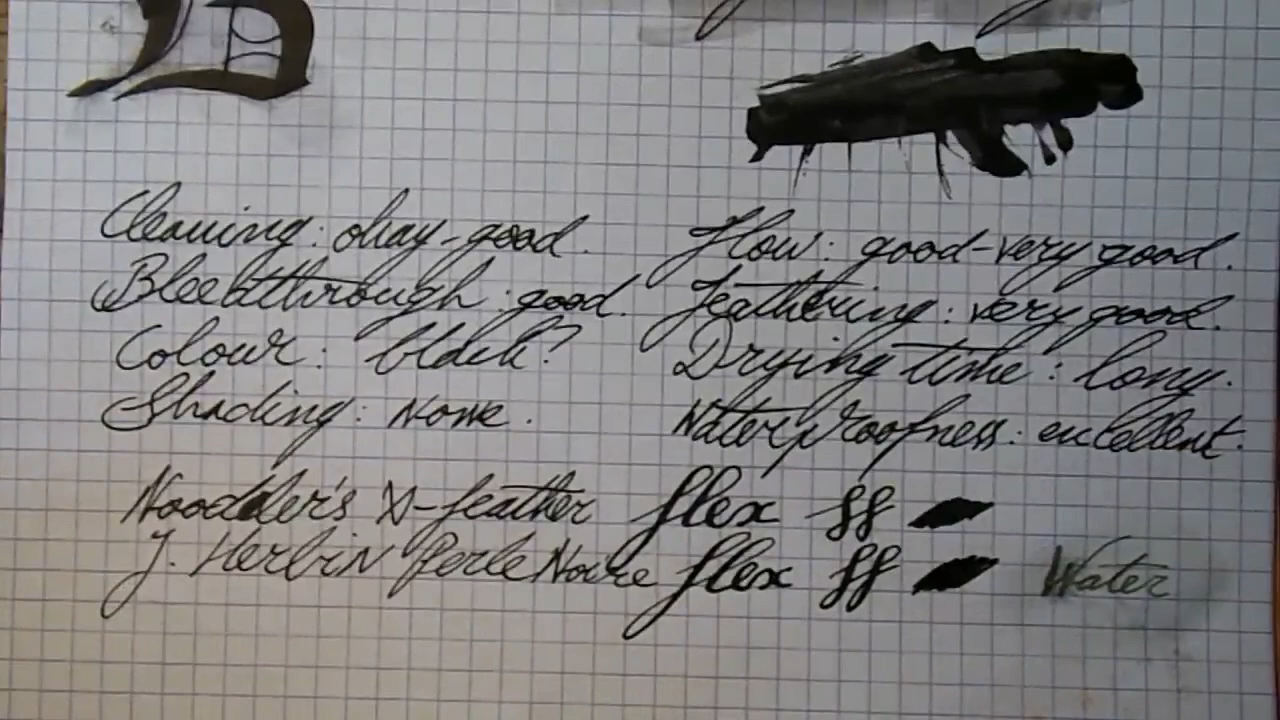 D
Cleaning: okay-good. Flow: good-very good.
Bleedthrough: good. Feathering: very good.
Colour: black? Drying time: long.
Shading: None. Waterproofness: excellent.
Noodler's X-feather flex ff
J. Herbin Perle Noire flex ff Water